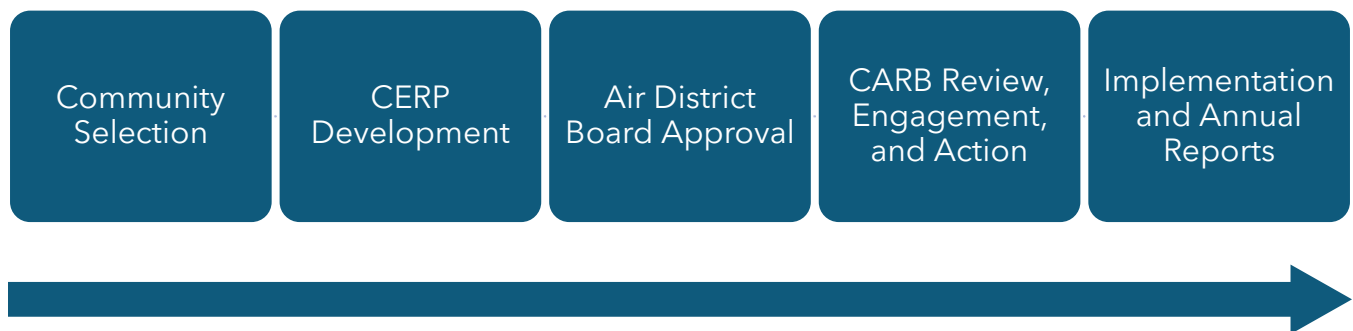 Community
Selection
CERP
Development
Air District
Board Approval
CARB Review,
Engagement,
and Action
Implementation
and Annual
Reports